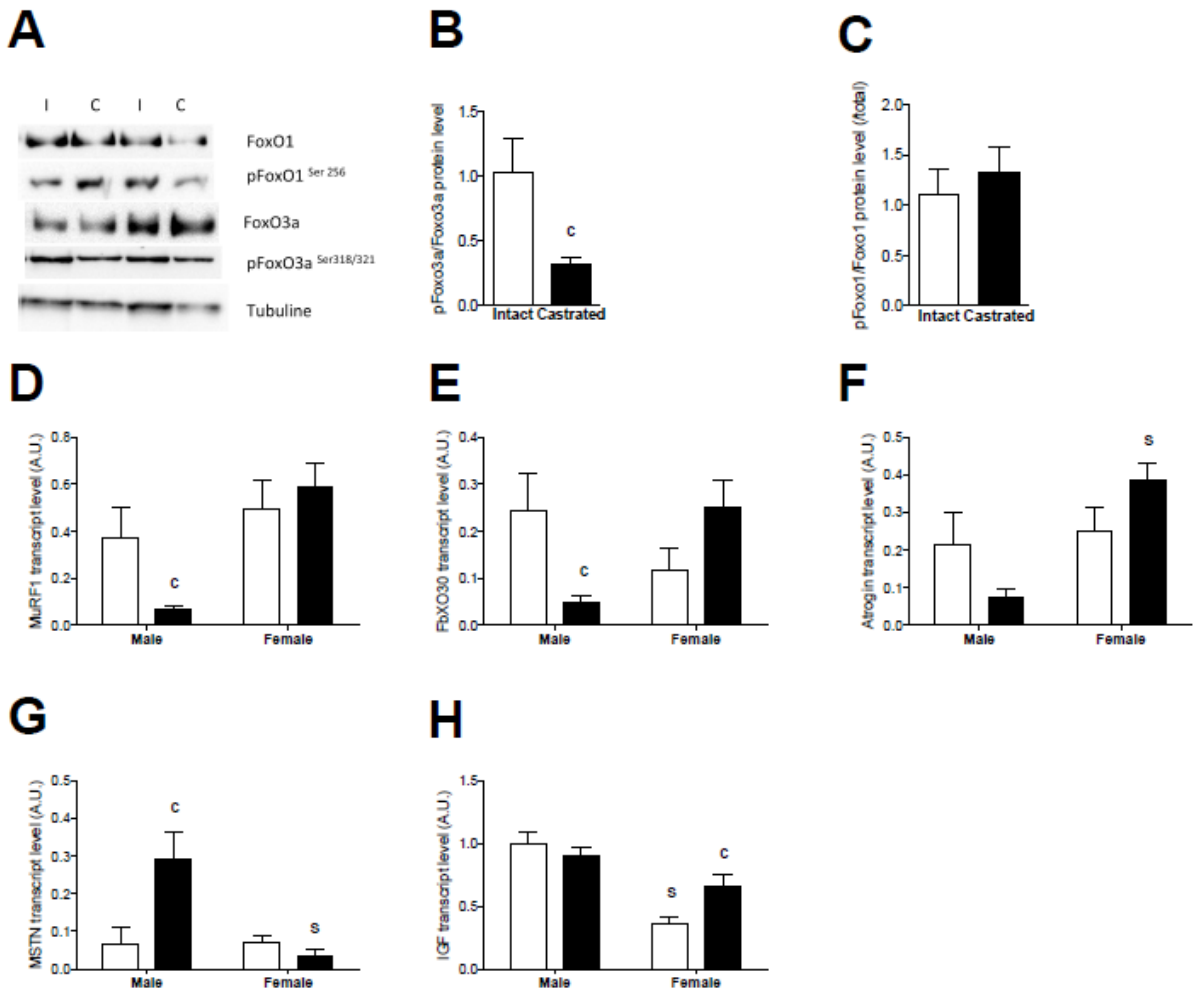 A
B
C
I C I C
FoxO1
pFoxO1 Ser 256
FoxO3a
pFoxO3a Ser318/321
Tubuline
pFoxo3a/Foxo3a protein level
1.5
1.0
0.5
0.0
c
Intact Castrated
pFoxo1/Foxo1 protein level (/total)
2.0
1.5
1.0
0.5
0.0
Intact Castrated
D
E
F
MuRF1 transcript level (A.U.)
0.8
0.6
0.4
0.2
0.0
c
Male Female
FbXO30 transcript level (A.U.)
0.4
0.3
0.2
0.1
0.0
c
Male Female
Atrogin transcript level (A.U.)
0.5
0.4
0.3
0.2
0.1
0.0
s
Male Female
G
H
MSTN transcript level (A.U.)
0.5
0.4
0.3
0.2
0.1
0.0
c
s
Male Female
IGF transcript level (A.U.)
1.5
1.0
0.5
0.0
s
c
Male Female